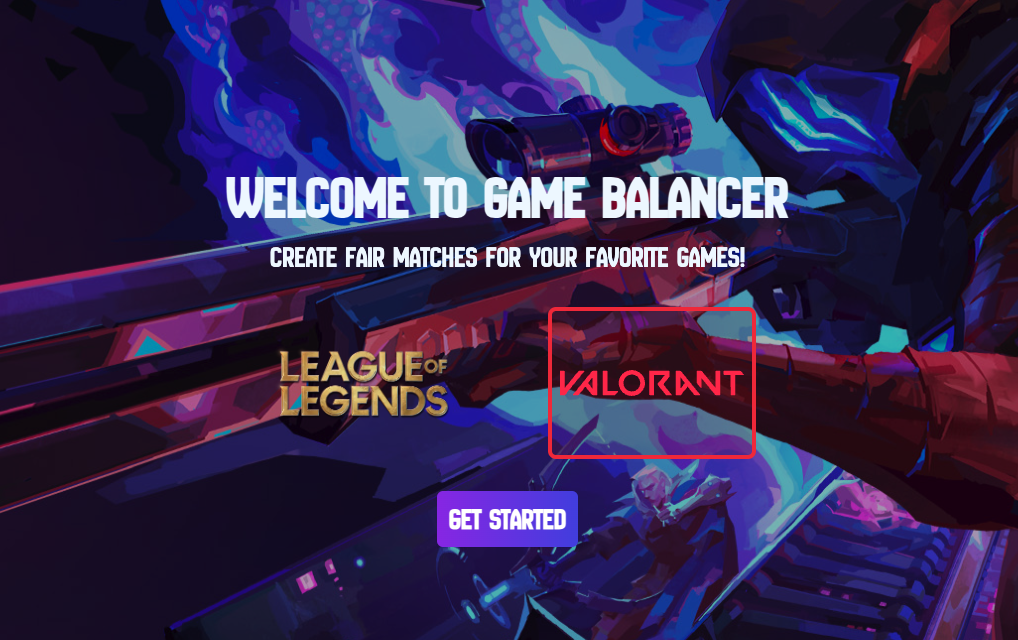 WELCOME TO GAME BALANCER
CREATE FAIR MATCHES FOR YOUR FAVORITE GAMES!
LEAGUE OF
LEGENDS
VALORANT
GET STARTED